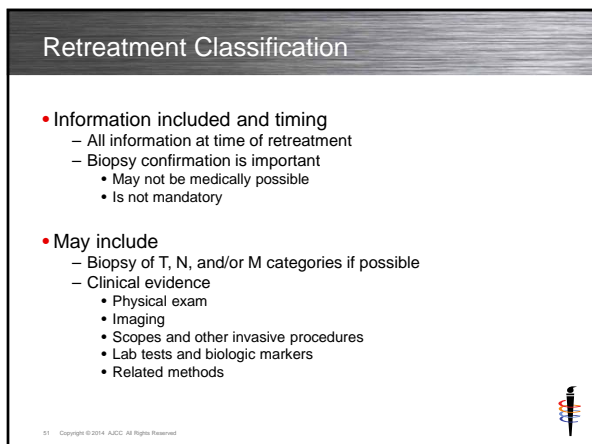 Retreatment Classification
• Information included and timing
– All information at time of retreatment
– Biopsy confirmation is important
• May not be medically possible
• Is not mandatory
• May include
– Biopsy of T, N, and/or M categories if possible
– Clinical evidence
• Physical exam
• Imaging
• Scopes and other invasive procedures
• Lab tests and biologic markers
• Related methods
51 Copyright © 2014 AJCC All Rights Reserved